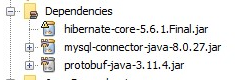 Dependencies
hibernate-core-5.6.1.Final.jar
mysql-connector-java-8.0.27.jar
protobuf-java-3.11.4.jar